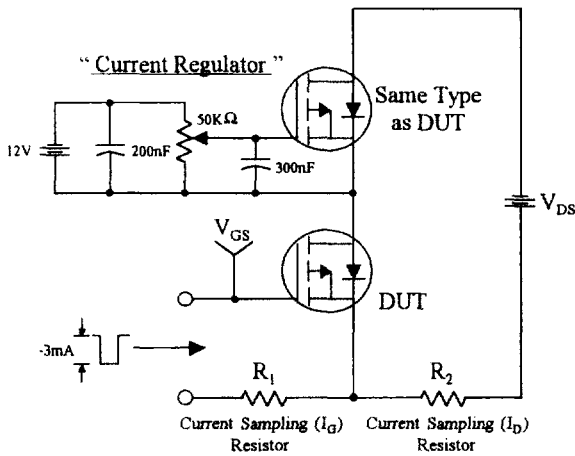 “ Current Regulator ”
Same Type
as DUT
50KΩ
12V
200nF
300nF
V_DS
V_GS
DUT
-3mA
R_1
R_2
Current Sampling (I_G)
Resistor
Current Sampling (I_D)
Resistor